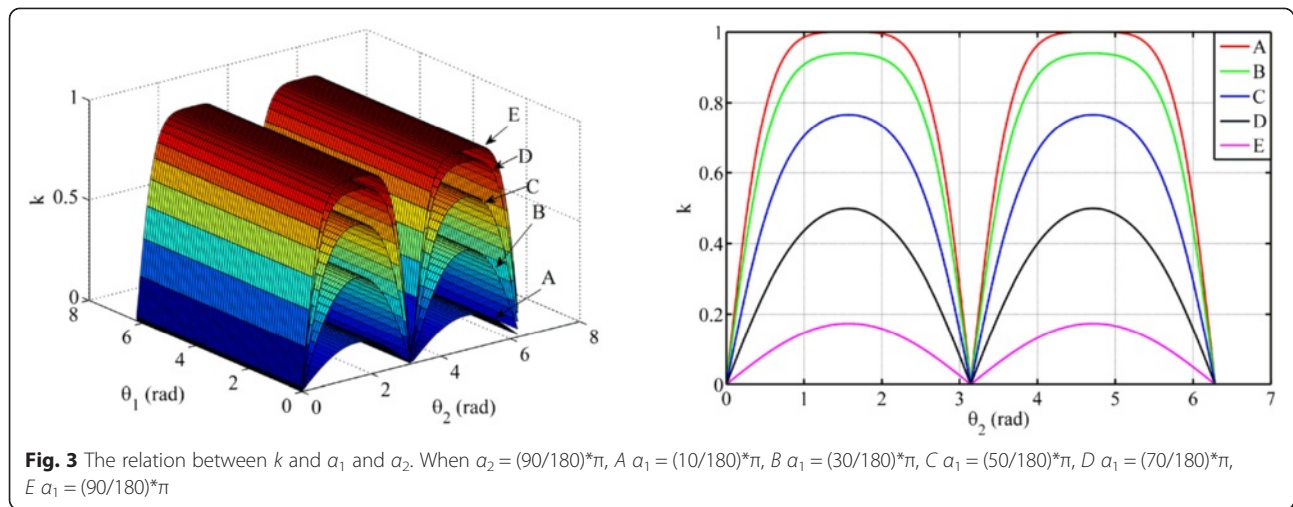 1
0.5
0
k
8
6
4
2
0
θ₁ (rad)
0
2
4
6
8
θ₂ (rad)
E
D
C
B
A
1
0.8
0.6
0.4
0.2
0
k
0
1
2
3
4
5
6
7
θ₂ (rad)
A
B
C
D
E
Fig. 3 The relation between k and α₁ and α₂. When α₂ = (90/180)*π, A α₁ = (10/180)*π, B α₁ = (30/180)*π, C α₁ = (50/180)*π, D α₁ = (70/180)*π,
E α₁ = (90/180)*π